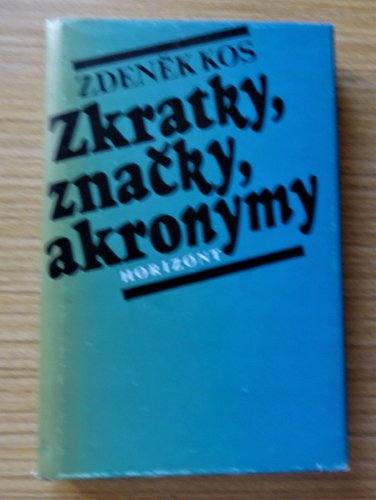 ZDENĚK KOS
Zkratky,
značky,
akronymy
HORIZONT